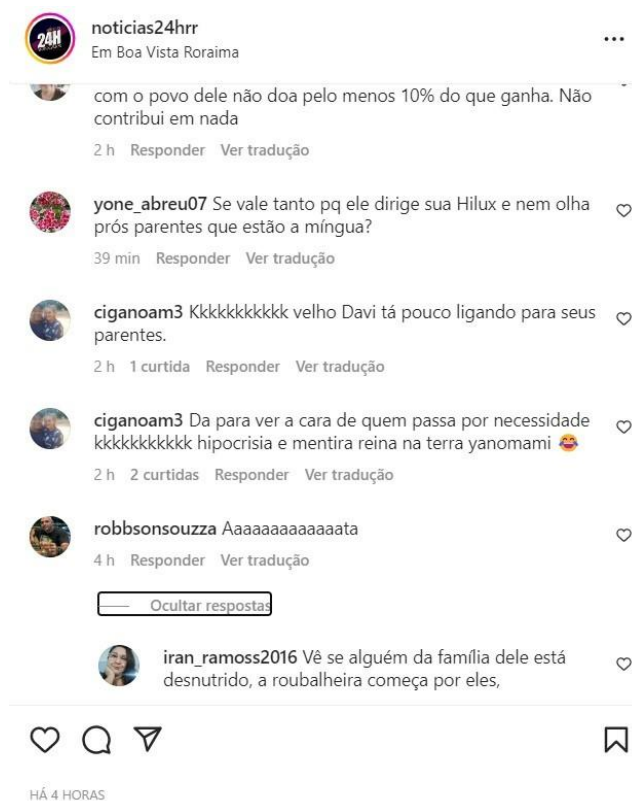 24H
noticias24hrr
Em Boa Vista Roraima
com o povo dele não doa pelo menos 10% do que ganha. Não
contribui em nada
2 h Responder Ver tradução
yone_abreu07 Se vale tanto pq ele dirige sua Hilux e nem olha
prós parentes que estão a míngua?
39 min Responder Ver tradução
ciganoam3 Kkkkkkkkkkk velho Davi tá pouco ligando para seus
parentes.
2 h 1 curtida Responder Ver tradução
ciganoam3 Da para ver a cara de quem passa por necessidade
kkkkkkkkkkk hipocrisia e mentira reina na terra yanomami 😂
2 h 2 curtidas Responder Ver tradução
robbsonsouzza Aaaaaaaaaaaaata
4 h Responder Ver tradução
Ocultar respostas
iran_ramoss2016 Vê se alguém da família dele está
desnutrido, a roubalheira começa por eles,
HÁ 4 HORAS